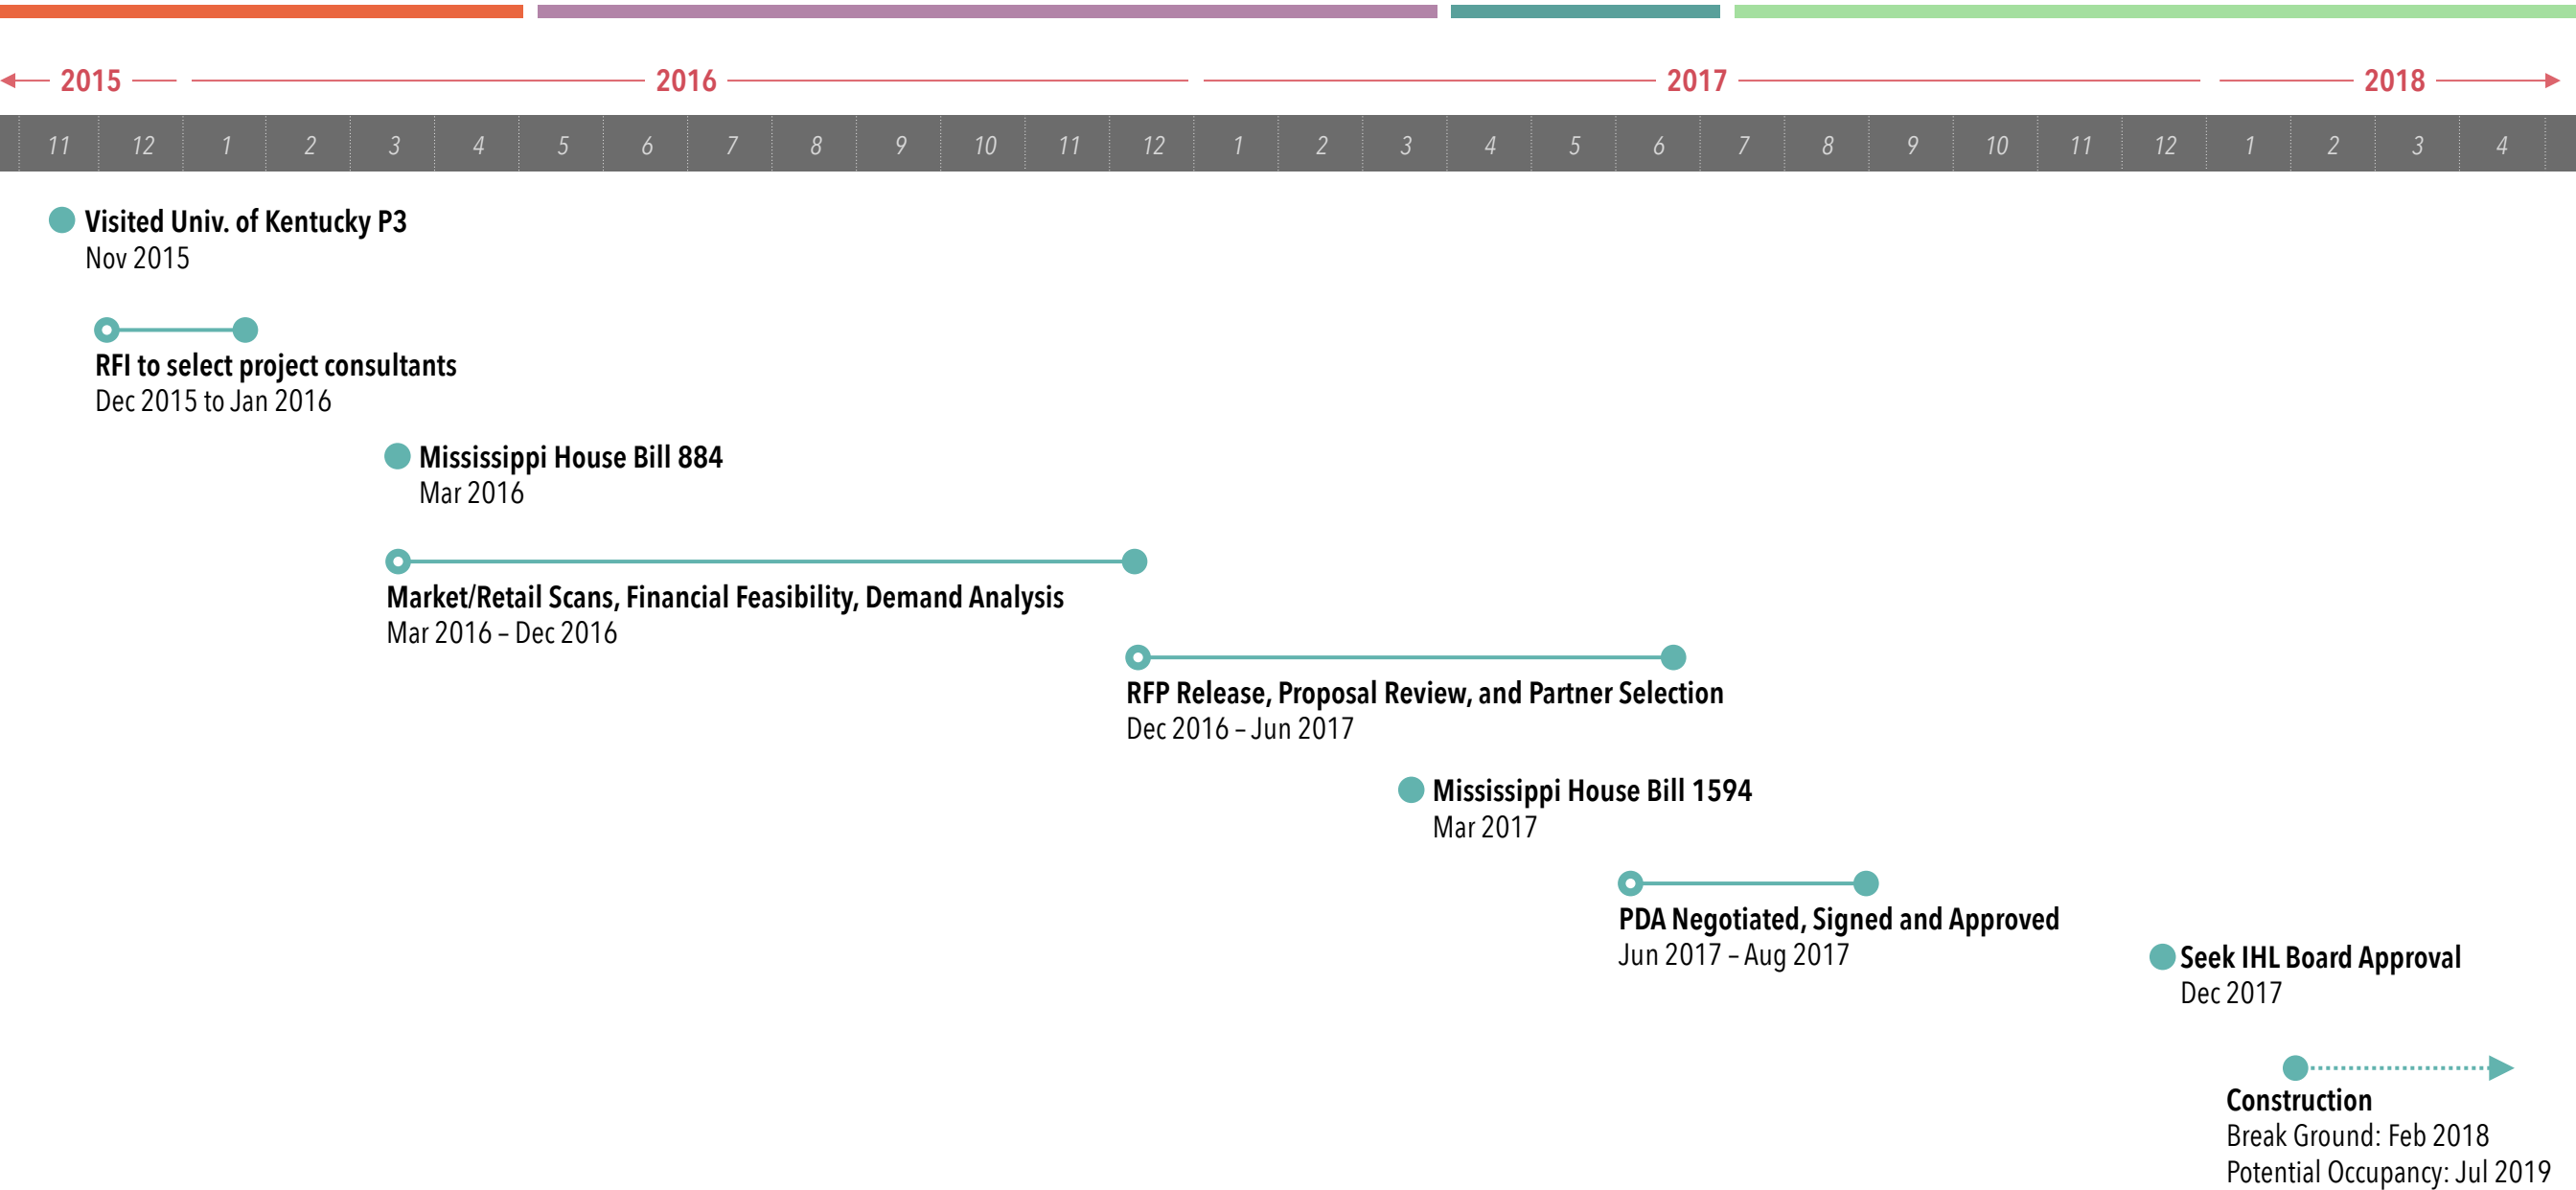 2015 2016 2017 2018
11 12 1 2 3 4 5 6 7 8 9 10 11 12 1 2 3 4 5 6 7 8 9 10 11 12 1 2 3 4
Visited Univ. of Kentucky P3
Nov 2015
RFI to select project consultants
Dec 2015 to Jan 2016
Mississippi House Bill 884
Mar 2016
Market/Retail Scans, Financial Feasibility, Demand Analysis
Mar 2016 – Dec 2016
RFP Release, Proposal Review, and Partner Selection
Dec 2016 – Jun 2017
Mississippi House Bill 1594
Mar 2017
PDA Negotiated, Signed and Approved
Jun 2017 – Aug 2017
Seek IHL Board Approval
Dec 2017
Construction
Break Ground: Feb 2018
Potential Occupancy: Jul 2019